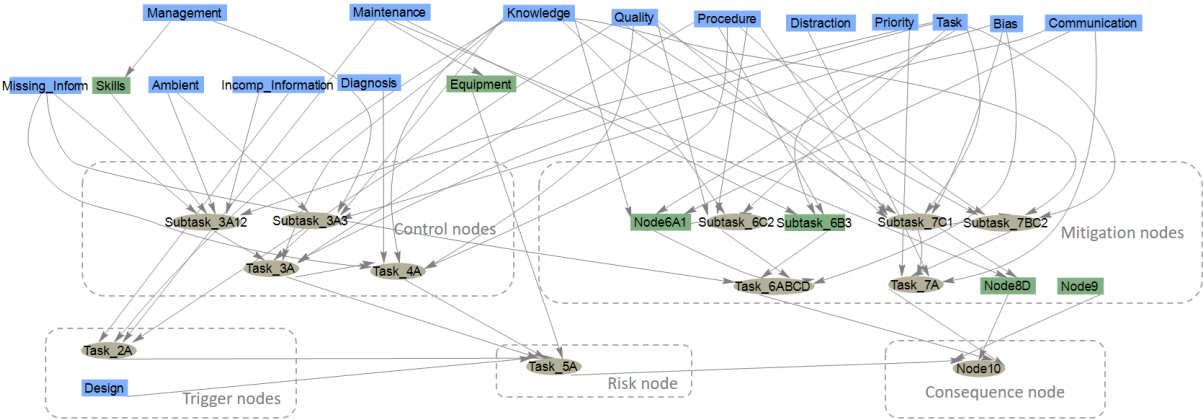 Management
Maintenance
Knowledge
Quality
Procedure
Distraction
Priority
Task
Bias
Communication
Missing_Inform
Skills
Ambient
Incomp_Information
Diagnosis
Equipment
Subtask_3A12
Subtask_3A3
Control nodes
Node6A1
Subtask_6C2
Subtask_6B3
Subtask_7C1
Subtask_7BC2
Mitigation nodes
Task_3A
Task_4A
Task_6ABCD
Task_7A
Node8D
Node9
Task_2A
Task_5A
Node10
Design
Trigger nodes
Risk node
Consequence node